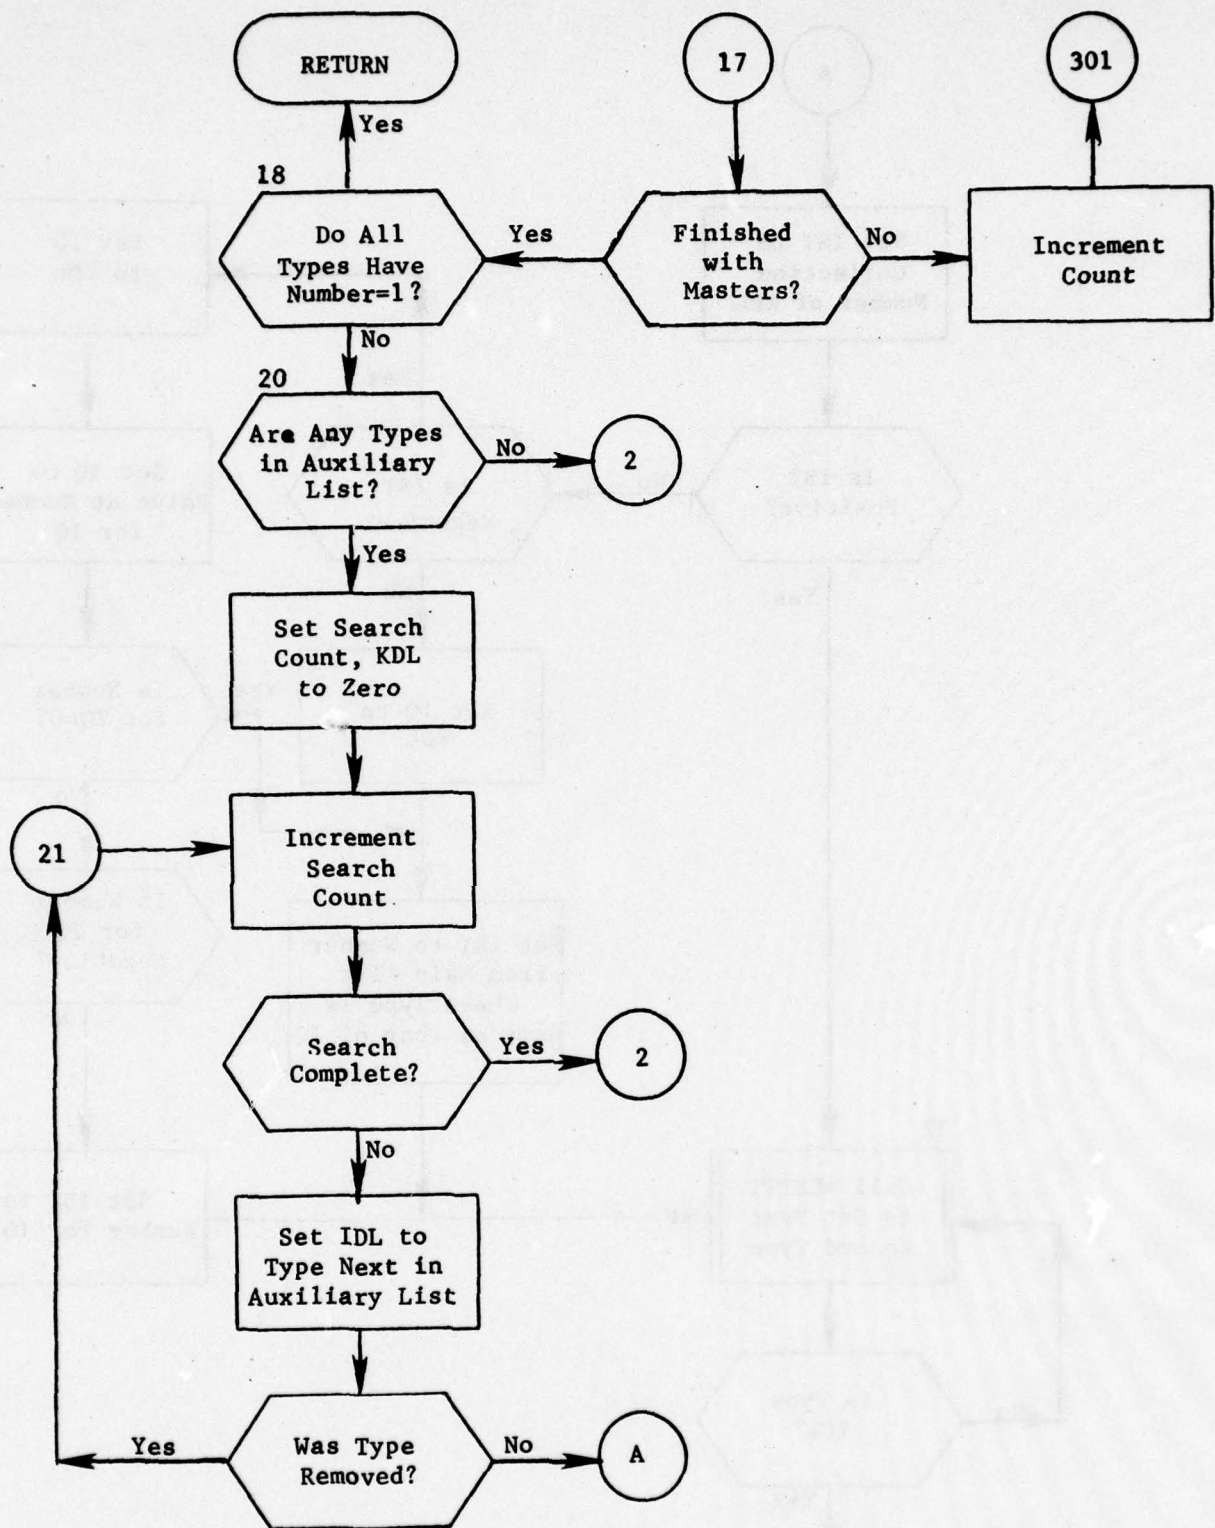 RETURN
17
301
Yes
18
Do All
Types Have
Number=1?
Yes
Finished
with
Masters?
No
Increment
Count
No
20
Are Any Types
in Auxiliary
List?
No
2
Yes
Set Search
Count, KDL
to Zero
21
Increment
Search
Count
Search
Complete?
Yes
2
No
Set IDL to
Type Next in
Auxiliary List
Yes
Was Type
Removed?
No
A